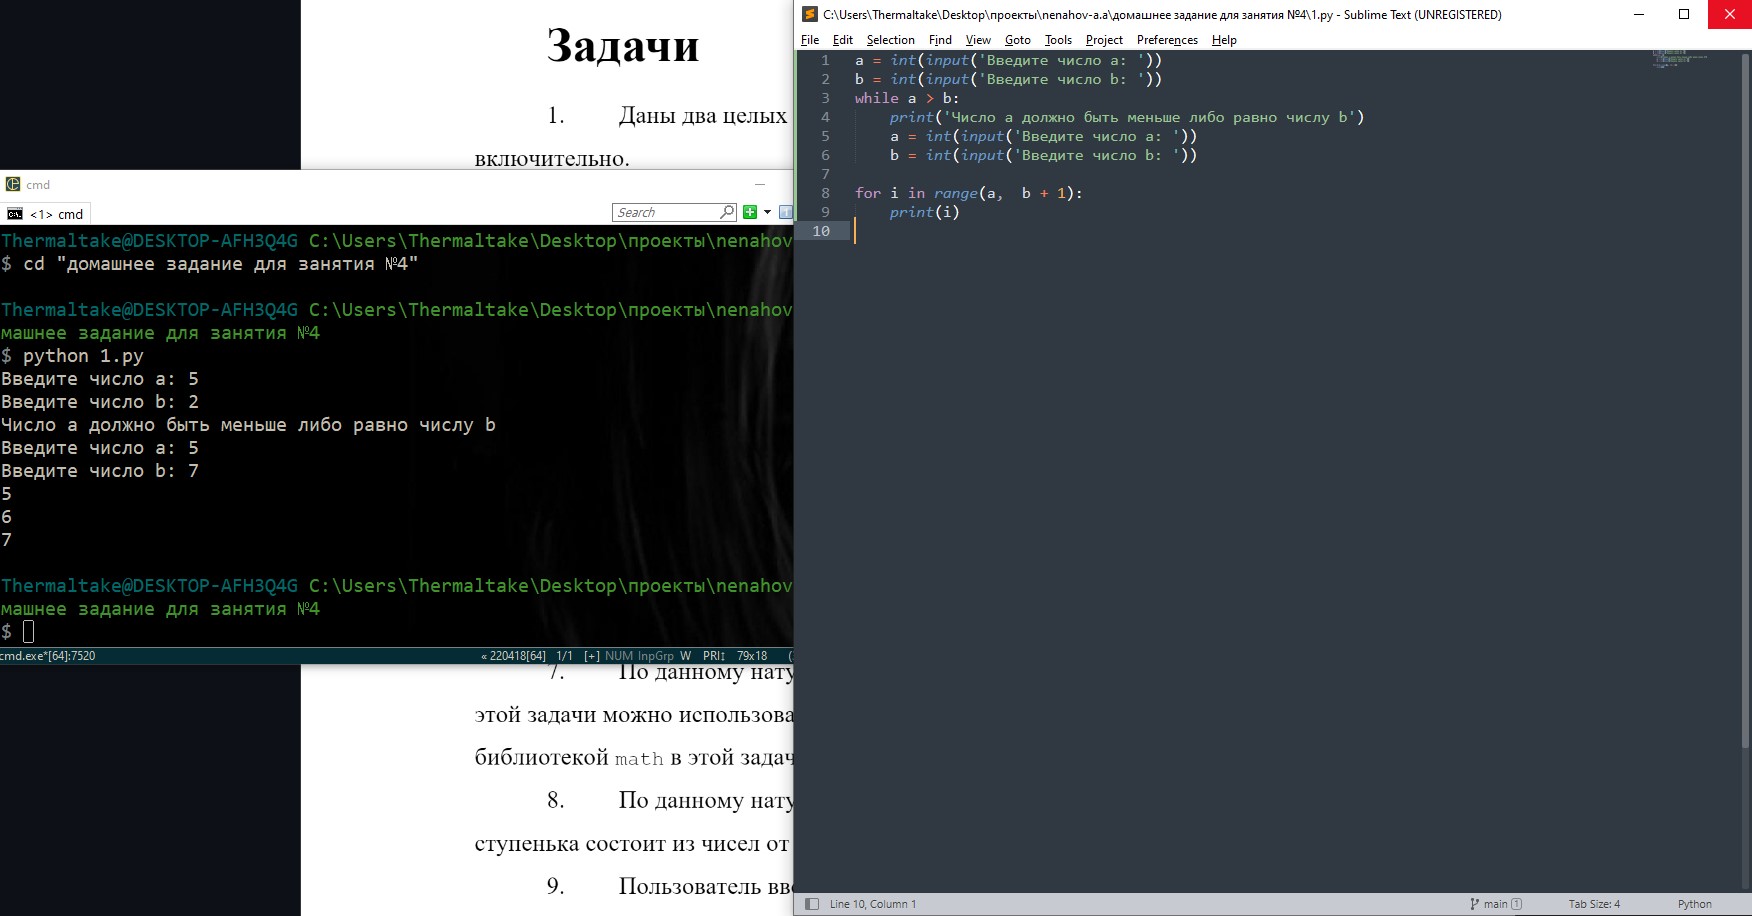 Задачи
1. Даны два целых
включительно.
cmd
<1> cmd
Search
Thermaltake@DESKTOP-AFH3Q4G C:\Users\Thermaltake\Desktop\проекты\nenahov
$ cd "домашнее задание для занятия №4"
Thermaltake@DESKTOP-AFH3Q4G C:\Users\Thermaltake\Desktop\проекты\nenahov
машнее задание для занятия №4
$ python 1.py
Введите число a: 5
Введите число b: 2
Число a должно быть меньше либо равно числу b
Введите число a: 5
Введите число b: 7
5
6
7
Thermaltake@DESKTOP-AFH3Q4G C:\Users\Thermaltake\Desktop\проекты\nenahov
машнее задание для занятия №4
$
cmd.exe*[64]:7520 « 220418[64] 1/1 [+] NUM InpGrp W PRI↕ 79x18 (
7. По данному нату
этой задачи можно использова
библиотекой math в этой задач
8. По данному нату
ступенька состоит из чисел от
9. Пользователь вво
C:\Users\Thermaltake\Desktop\проекты\nenahov-a.a\домашнее задание для занятия №4\1.py - Sublime Text (UNREGISTERED)
File Edit Selection Find View Goto Tools Project Preferences Help
1 a = int(input('Введите число a: '))
2 b = int(input('Введите число b: '))
3 while a > b:
4     print('Число a должно быть меньше либо равно числу b')
5     a = int(input('Введите число a: '))
6     b = int(input('Введите число b: '))
7
8 for i in range(a,  b + 1):
9     print(i)
10
Line 10, Column 1 main 1 Tab Size: 4 Python